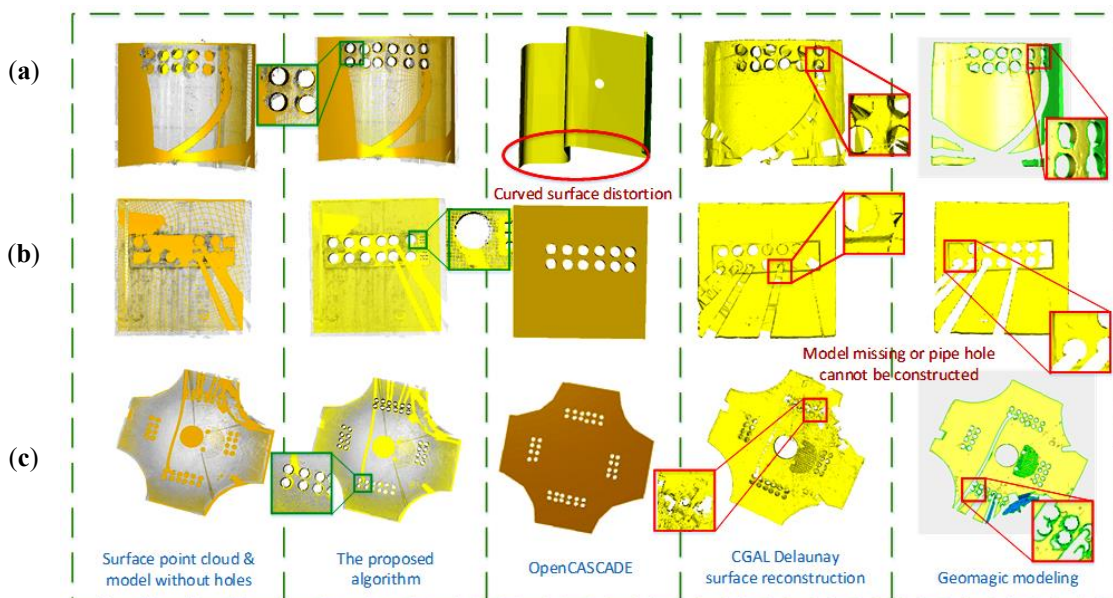 (a)
Curved surface distortion
(b)
Model missing or pipe hole
cannot be constructed
(c)
Surface point cloud &
model without holes
The proposed
algorithm
OpenCASCADE
CGAL Delaunay
surface reconstruction
Geomagic modeling